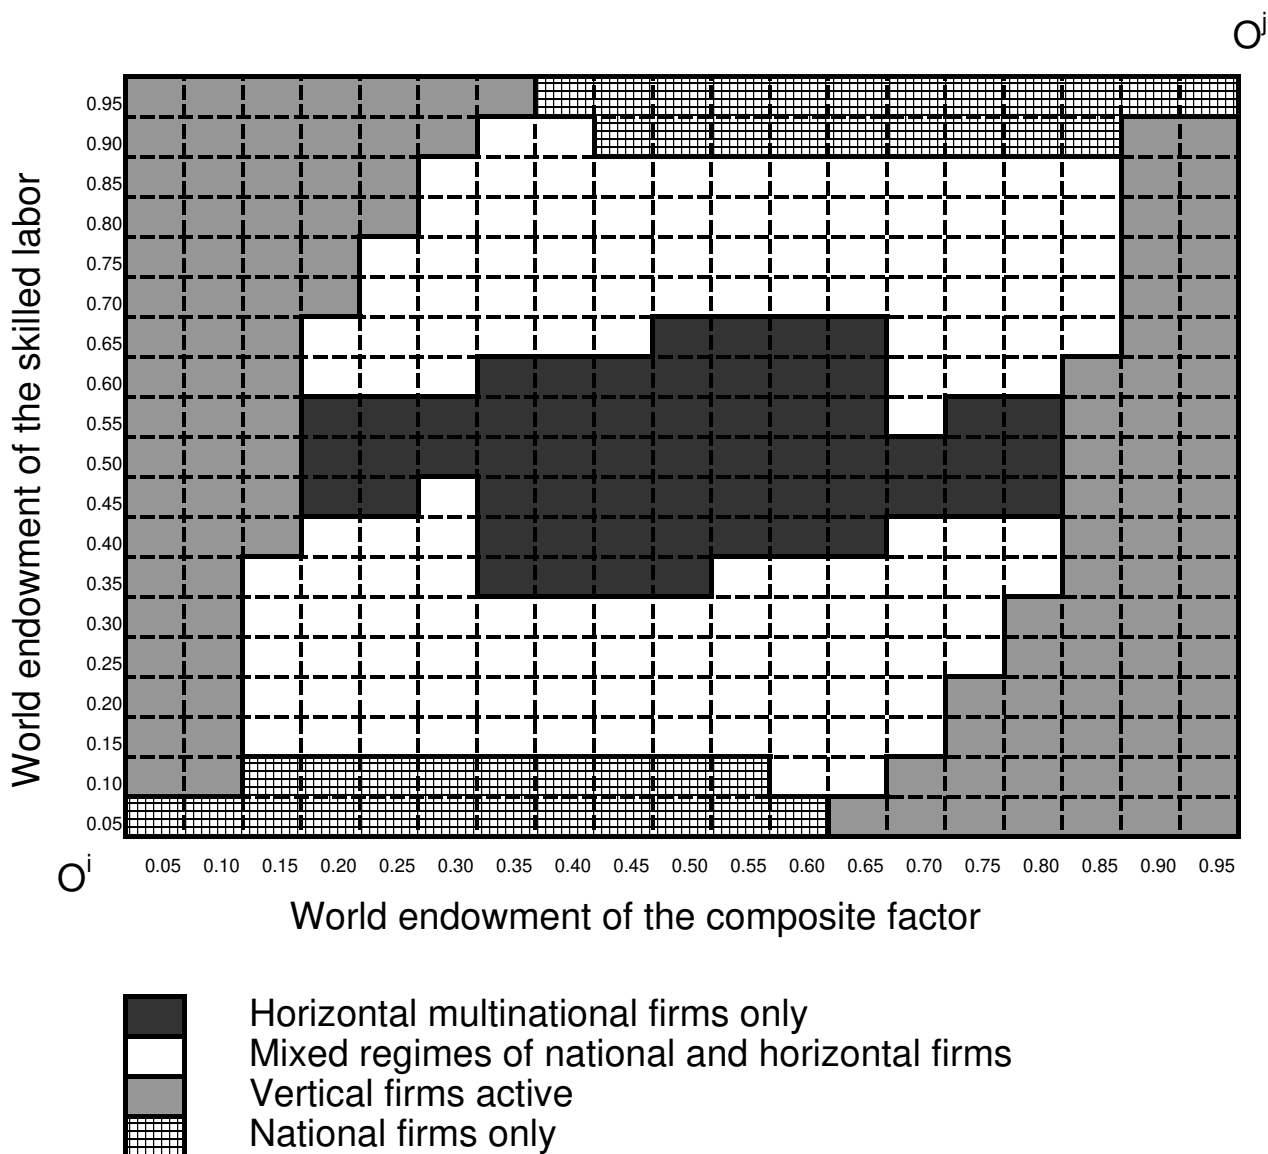 O^j
0.95
0.90
0.85
0.80
0.75
0.70
0.65
0.60
0.55
0.50
0.45
0.40
0.35
0.30
0.25
0.20
0.15
0.10
0.05
World endowment of the skilled labor
O^i
0.05 0.10 0.15 0.20 0.25 0.30 0.35 0.40 0.45 0.50 0.55 0.60 0.65 0.70 0.75 0.80 0.85 0.90 0.95
World endowment of the composite factor
Horizontal multinational firms only
Mixed regimes of national and horizontal firms
Vertical firms active
National firms only